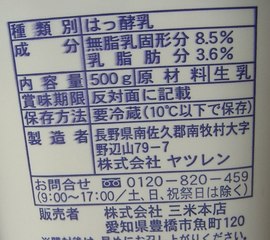 種類別 はっ酵乳
成分 無脂乳固形分 8.5%
乳脂肪分 3.6%
内容量 500g 原材料 生乳
賞味期限 反対面に記載
保存方法 要冷蔵(10℃以下で保存)
製造者 長野県南佐久郡南牧村大字
野辺山79-7
株式会社 ヤツレン
お問合せ 0120-820-459
(9:00〜17:00/土、日、祝祭日は除く)
販売者 株式会社 三米本店
愛知県豊橋市魚町120